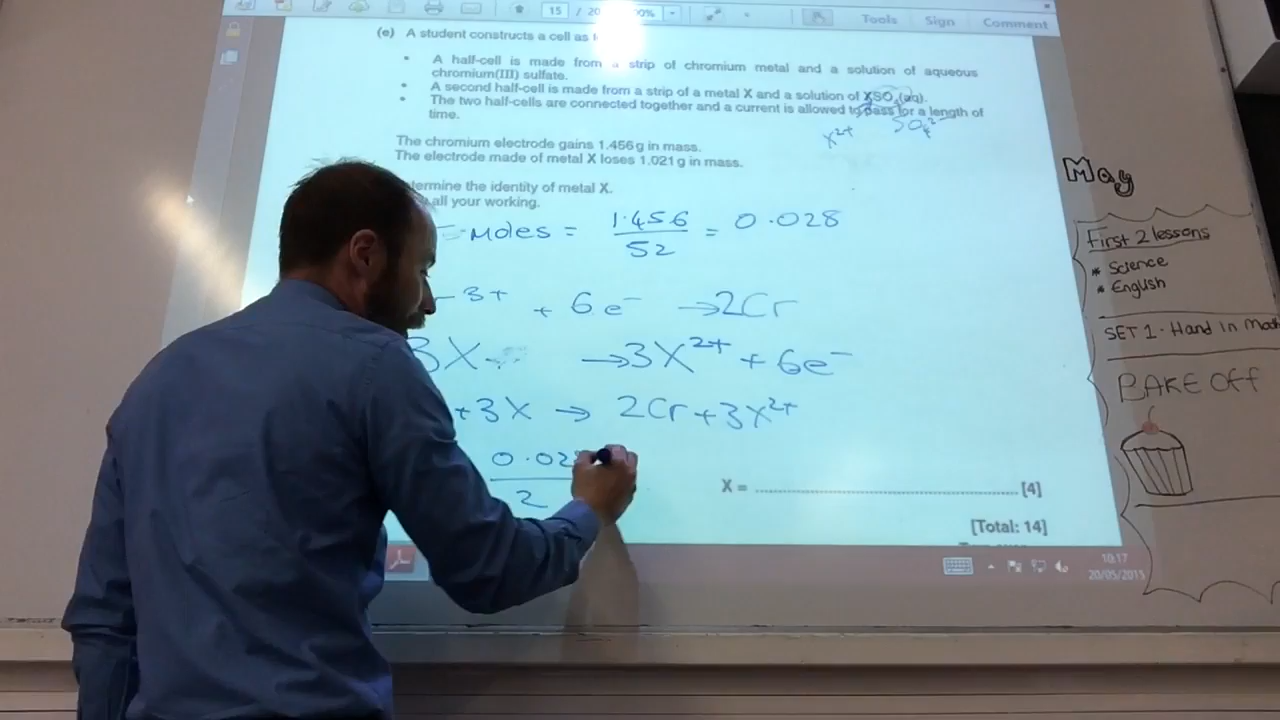 15 / 20
Tools Sign Comment
(e) A student constructs a cell as
• A half-cell is made from a strip of chromium metal and a solution of aqueous
chromium(III) sulfate.
• A second half-cell is made from a strip of a metal X and a solution of XSO4(aq).
• The two half-cells are connected together and a current is allowed to pass for a length of
time.
X2+ SO42-
The chromium electrode gains 1.456 g in mass.
The electrode made of metal X loses 1.021 g in mass.
ermine the identity of metal X.
all your working.
moles = 1.456 / 52 = 0.028
3+ + 6e- → 2Cr
3X → 3X2+ + 6e-
+3X → 2Cr + 3X2+
0.02
2
X = [4]
[Total: 14]
10:17
20/05/2015
May
First 2 lessons
* Science
* English
SET 1 - Hand in Mat
BAKE OFF